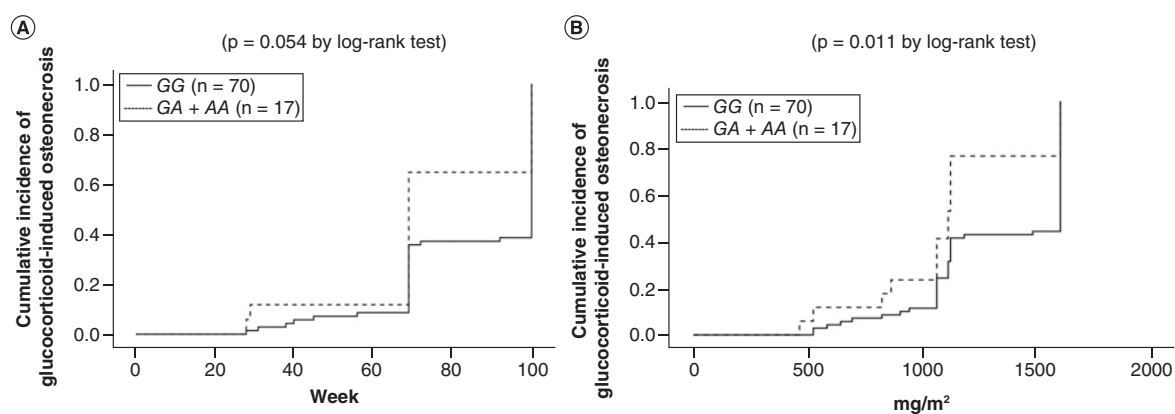 A
(p = 0.054 by log-rank test)
Cumulative incidence of
glucocorticoid-induced osteonecrosis
1.0
0.8
0.6
0.4
0.2
0.0
GG (n = 70)
GA + AA (n = 17)
0 20 40 60 80 100
Week
B
(p = 0.011 by log-rank test)
Cumulative incidence of
glucocorticoid-induced osteonecrosis
1.0
0.8
0.6
0.4
0.2
0.0
GG (n = 70)
GA + AA (n = 17)
0 500 1000 1500 2000
mg/m²